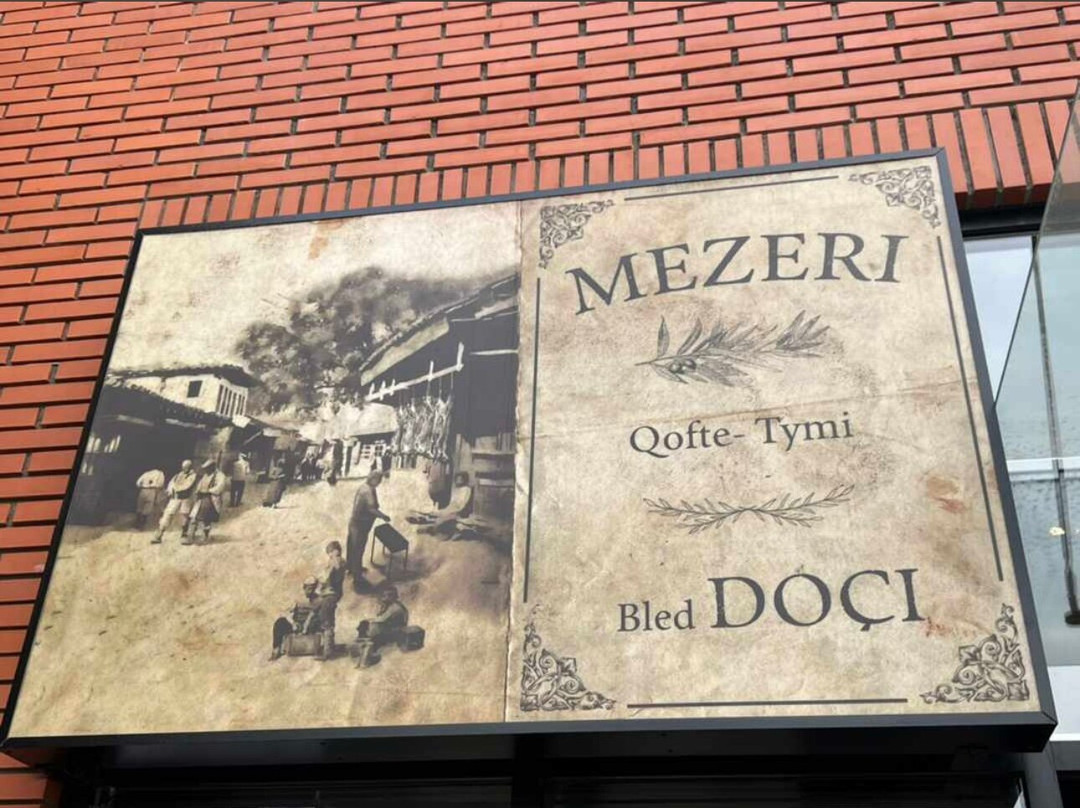 MEZERI
Qofte- Tymi
Bled DOÇI